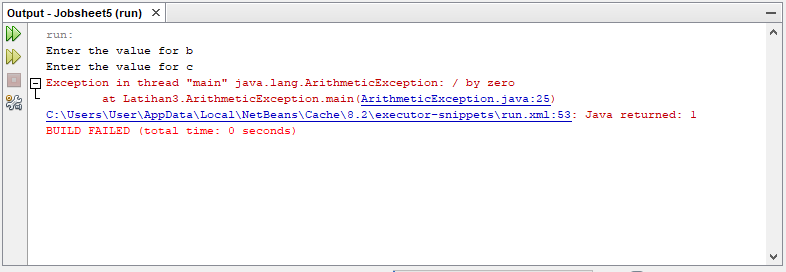 Output - Jobsheet5 (run) ×
run:
Enter the value for b
Enter the value for c
Exception in thread "main" java.lang.ArithmeticException: / by zero
at Latihan3.ArithmeticException.main(ArithmeticException.java:25)
C:\Users\User\AppData\Local\NetBeans\Cache\8.2\executor-snippets\run.xml:53: Java returned: 1
BUILD FAILED (total time: 0 seconds)